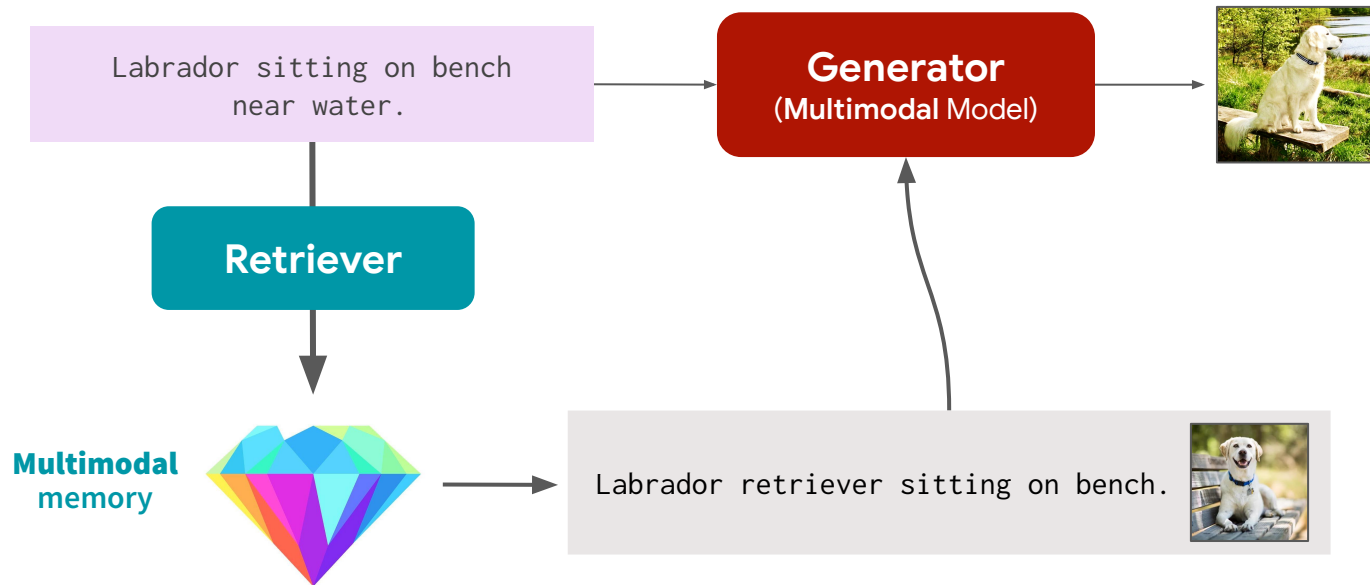 Labrador sitting on bench
near water.
Generator
(Multimodal Model)
Retriever
Multimodal
memory
Labrador retriever sitting on bench.